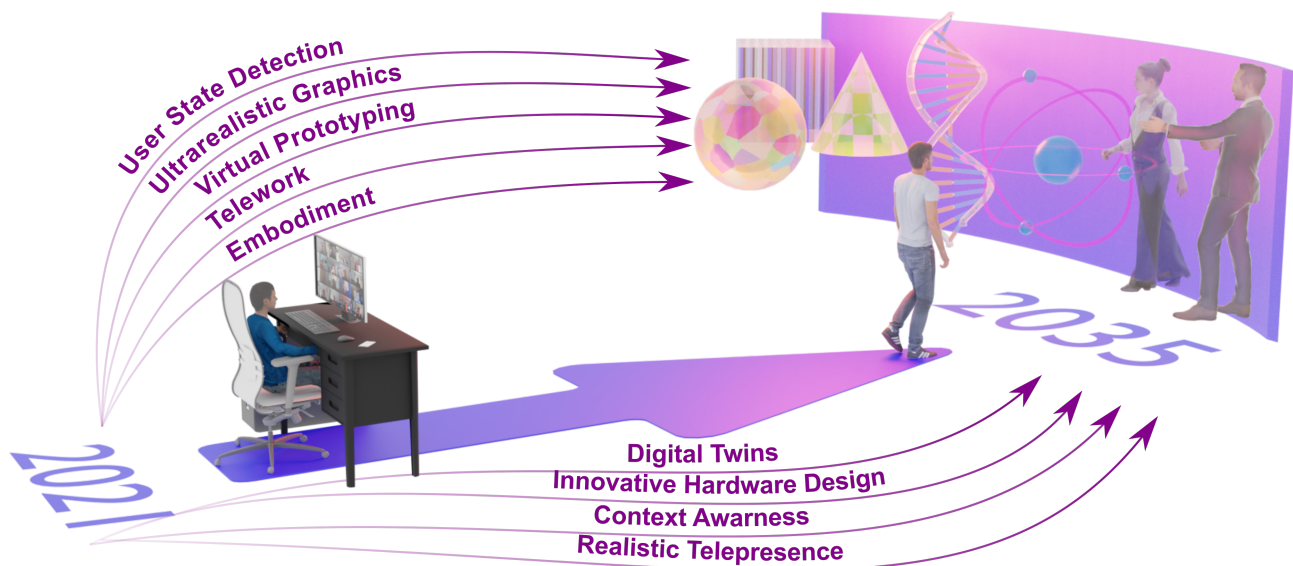 User State Detection
Ultrarealistic Graphics
Virtual Prototyping
Telework
Embodiment
2021
2035
Digital Twins
Innovative Hardware Design
Context Awarness
Realistic Telepresence